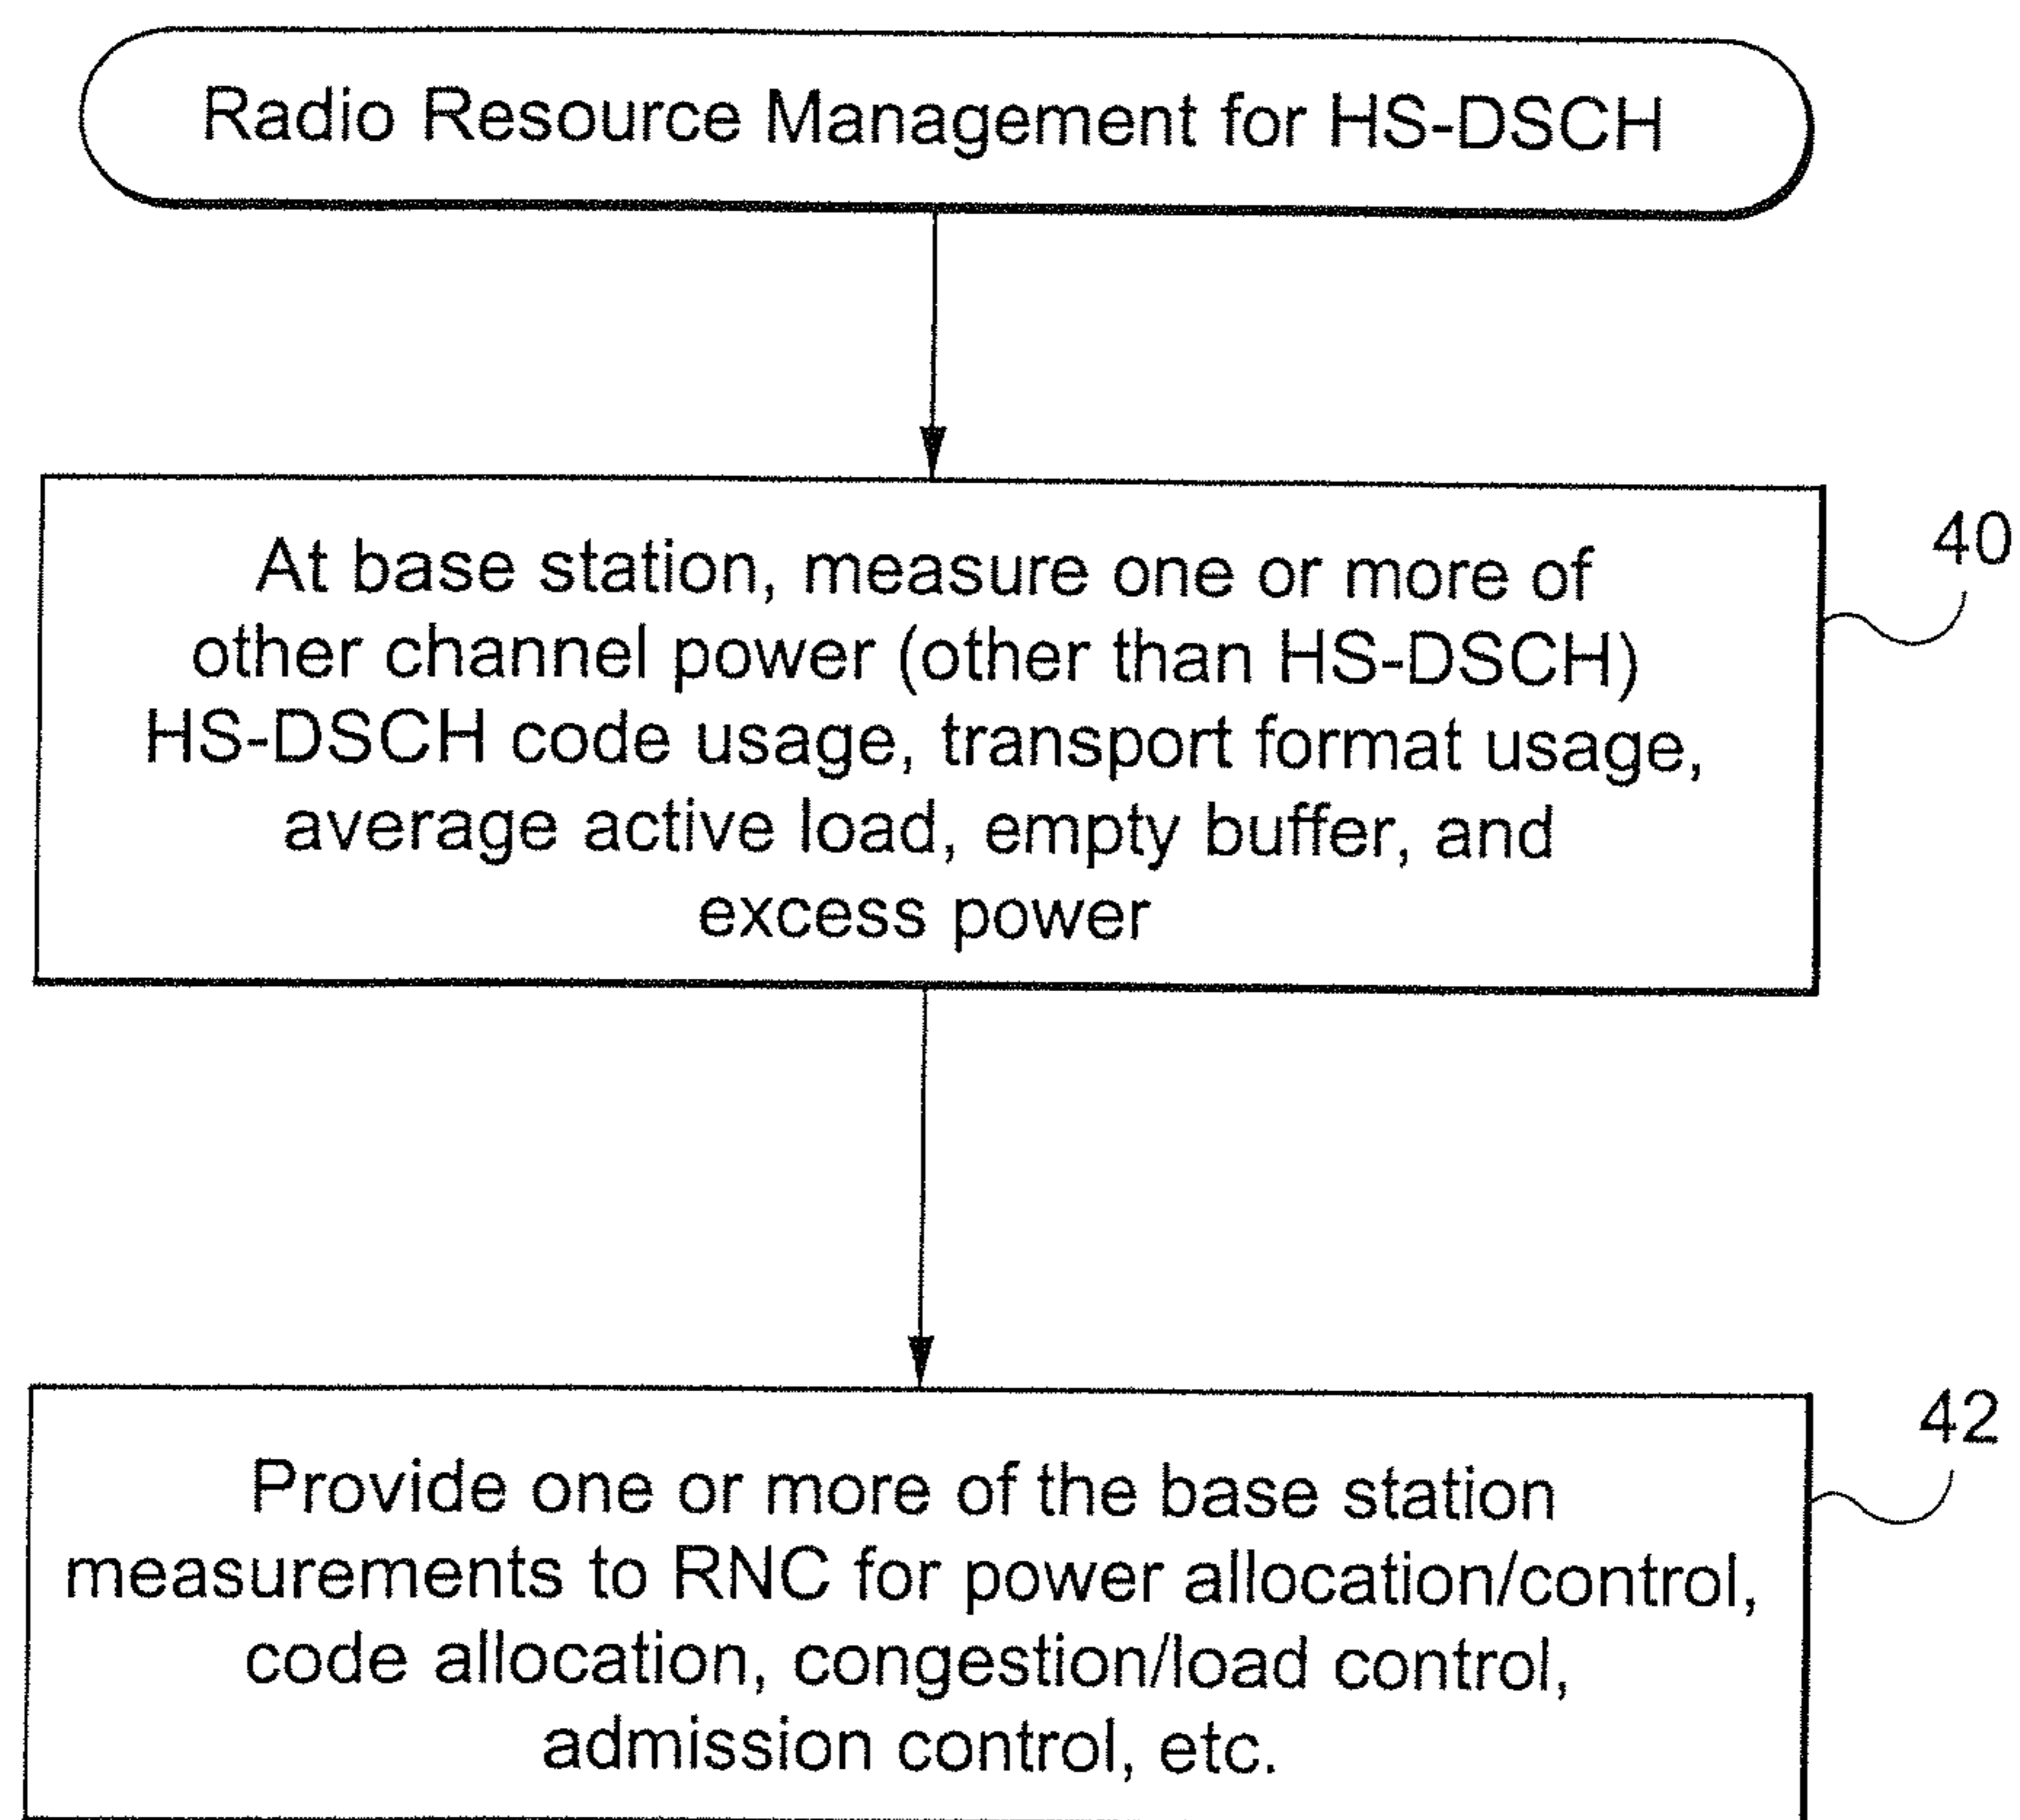 Radio Resource Management for HS-DSCH
At base station, measure one or more of
other channel power (other than HS-DSCH)
HS-DSCH code usage, transport format usage,
average active load, empty buffer, and
excess power
40
Provide one or more of the base station
measurements to RNC for power allocation/control,
code allocation, congestion/load control,
admission control, etc.
42